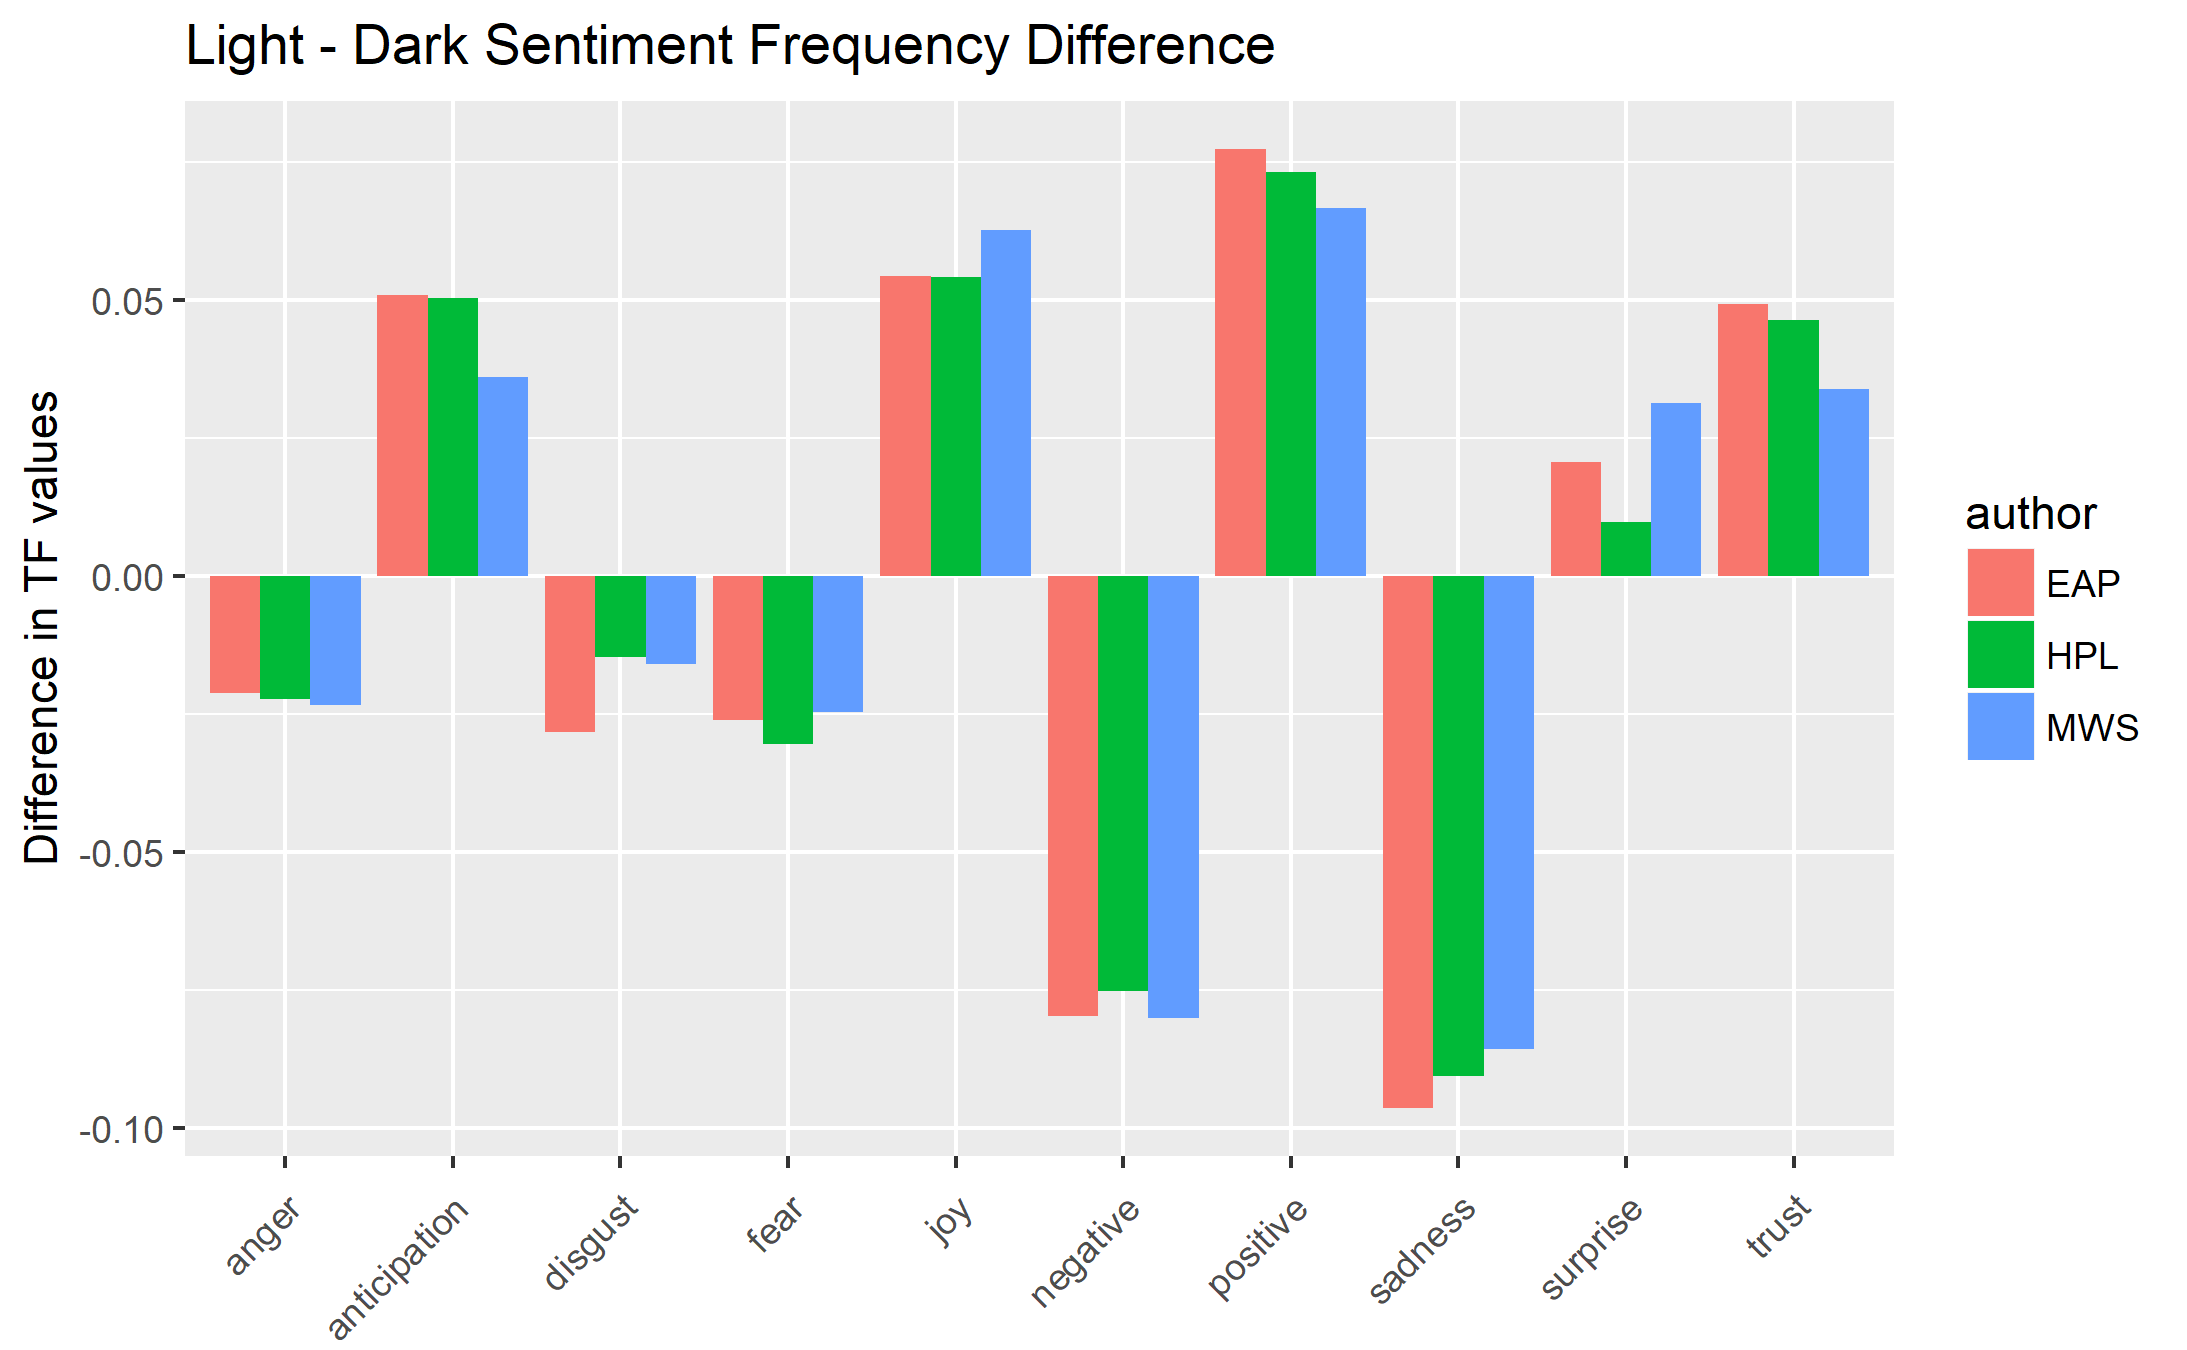 Light - Dark Sentiment Frequency Difference
Difference in TF values
0.05
0.00
-0.05
-0.10
anger
anticipation
disgust
fear
joy
negative
positive
sadness
surprise
trust
author
EAP
HPL
MWS